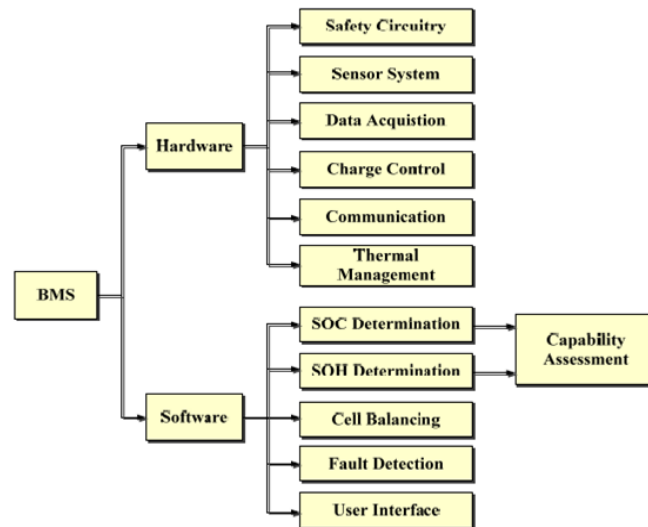 Safety Circuitry
Sensor System
Data Acquistion
Hardware
Charge Control
Communication
Thermal
Management
BMS
SOC Determination
Capability
Assessment
SOH Determination
Software
Cell Balancing
Fault Detection
User Interface